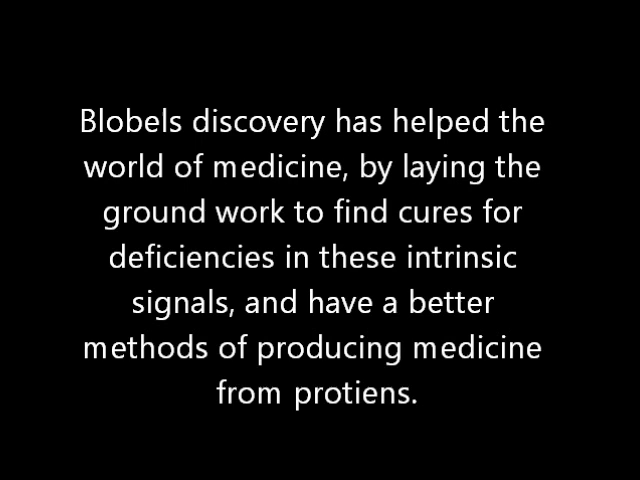 Blobels discovery has helped the
world of medicine, by laying the
ground work to find cures for
deficiencies in these intrinsic
signals, and have a better
methods of producing medicine
from protiens.